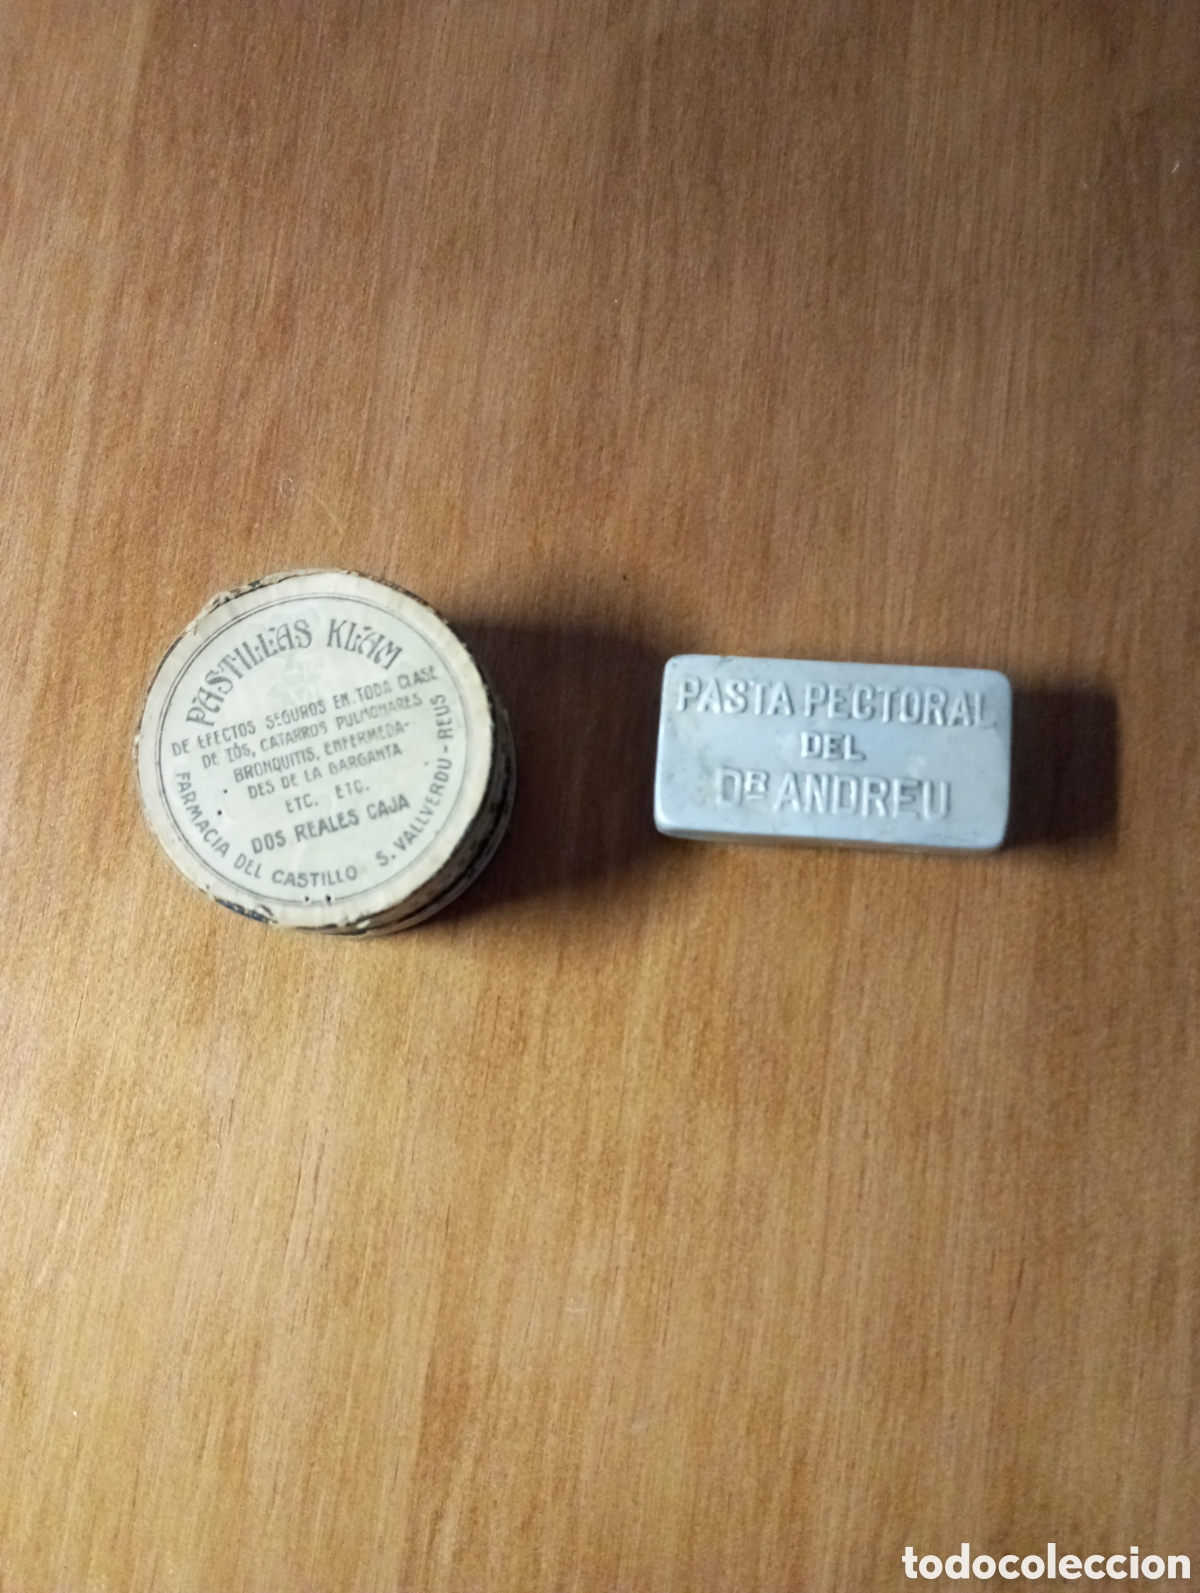 PASTILLAS KLAM
DE EFECTOS SEGUROS EN TODA CLASE
DE TÓS, CATARROS PULMONARES
BRONQUITIS, ENFERMEDA-
DES DE LA GARGANTA
ETC. ETC.
DOS REALES CAJA
FARMACIA DEL CASTILLO S. VALLVERDU - REUS
PASTA PECTORAL
DEL
DR ANDREU
todocoleccion